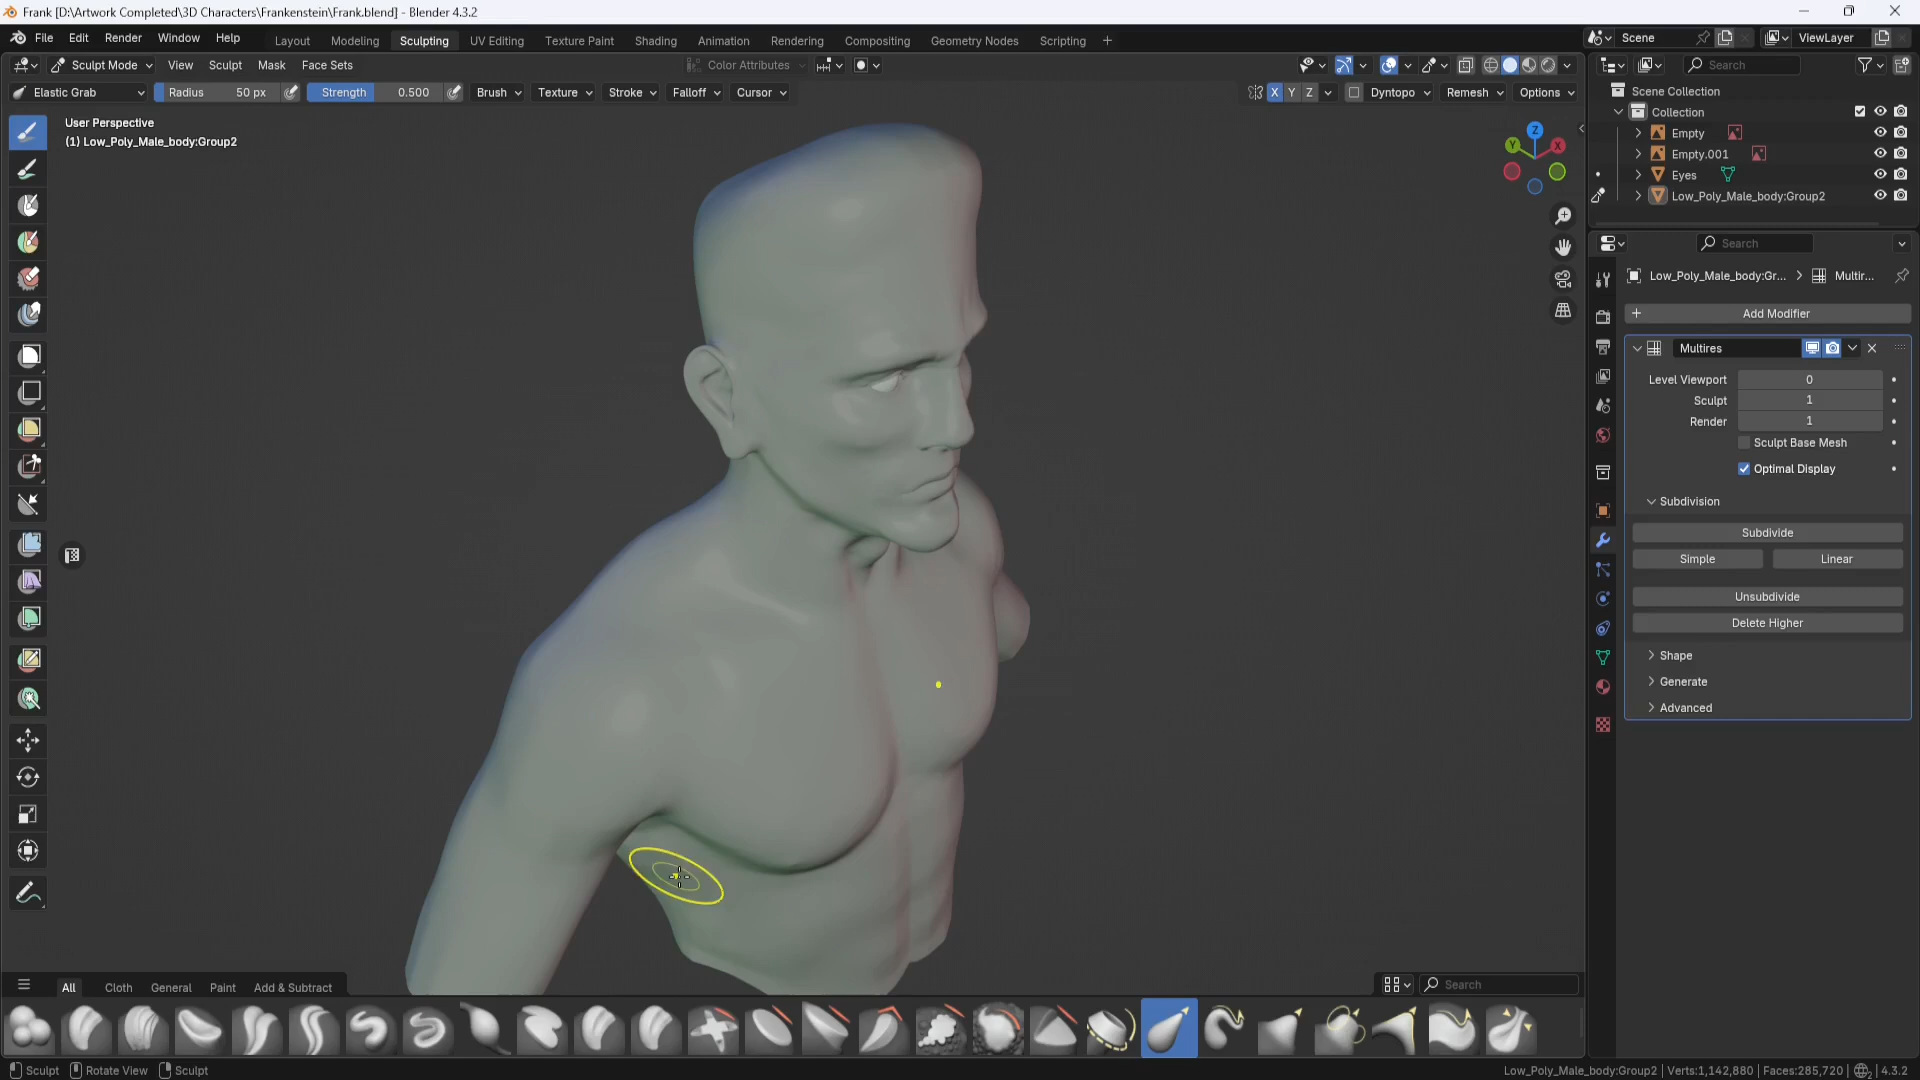 Frank [D:\Artwork Completed\3D Characters\Frankenstein\Frank.blend] - Blender 4.3.2
File Edit Render Window Help Layout Modeling Sculpting UV Editing Texture Paint Shading Animation Rendering Compositing Geometry Nodes Scripting + Scene ViewLayer
Sculpt Mode View Sculpt Mask Face Sets Color Attributes Search
Elastic Grab Radius 50 px Strength 0.500 Brush Texture Stroke Falloff Cursor X Y Z Dyntopo Remesh Options
Scene Collection
Collection
Empty
Empty.001
Eyes
Low_Poly_Male_body:Group2
User Perspective
(1) Low_Poly_Male_body:Group2
Z
Y X
Search
Low_Poly_Male_body:Gr... Multir...
+ Add Modifier
Multires
Level Viewport 0
Sculpt 1
Render 1
Sculpt Base Mesh
Optimal Display
Subdivision
Subdivide
Simple Linear
Unsubdivide
Delete Higher
Shape
Generate
Advanced
All Cloth General Paint Add & Subtract Search
Sculpt Rotate View Sculpt Low_Poly_Male_body:Group2 | Verts:1,142,880 | Faces:285,720 | 4.3.2